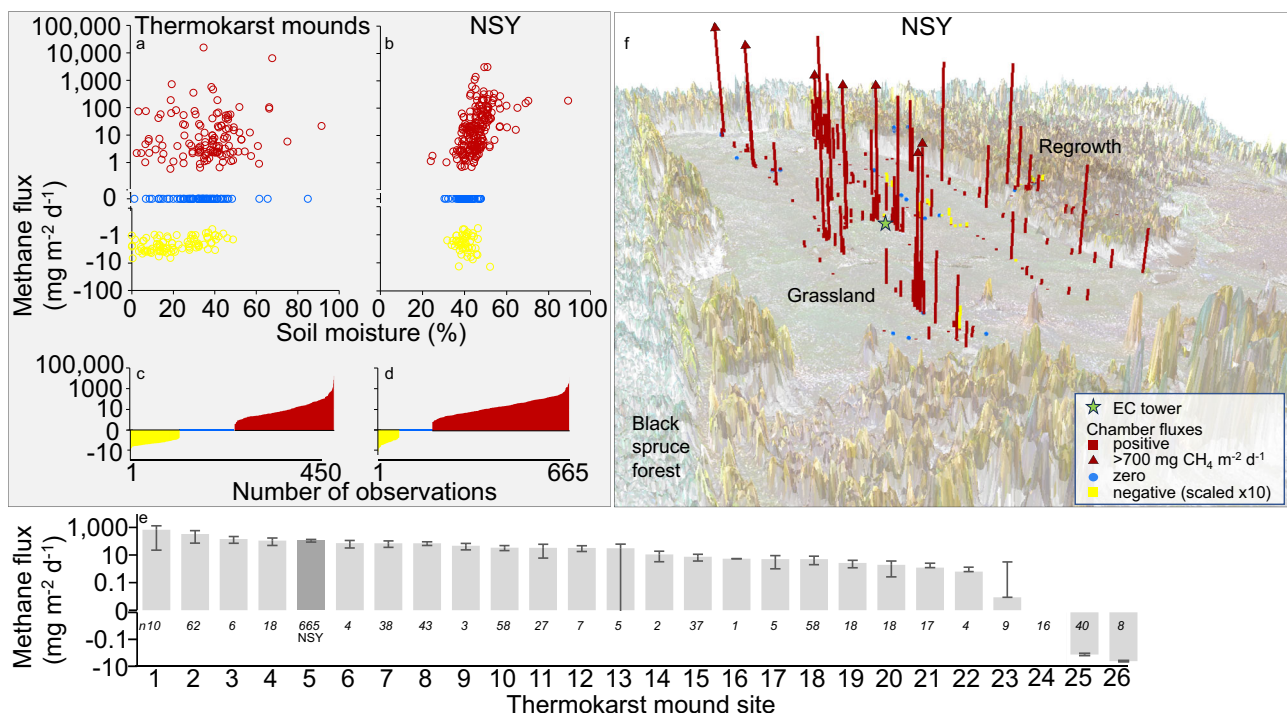 Thermokarst mounds
NSY
a
b
100,000
10,000
1,000
100
10
1
0
-1
-10
-100
Methane flux
(mg m⁻² d⁻¹)
0 20 40 60 80 100
0 20 40 60 80 100
Soil moisture (%)
c
d
100,000
1000
10
0
-10
1 450
1 665
Number of observations
f
NSY
Regrowth
Grassland
Black
spruce
forest
EC tower
Chamber fluxes
positive
>700 mg CH₄ m⁻² d⁻¹
zero
negative (scaled x10)
e
Methane flux
(mg m⁻² d⁻¹)
1,000
10
0.1
0
-0.1
-10
n10 62 6 18 665 4 38 43 3 58 27 7 5 2 37 1 5 58 18 18 17 4 9 16 40 8
NSY
1 2 3 4 5 6 7 8 9 10 11 12 13 14 15 16 17 18 19 20 21 22 23 24 25 26
Thermokarst mound site